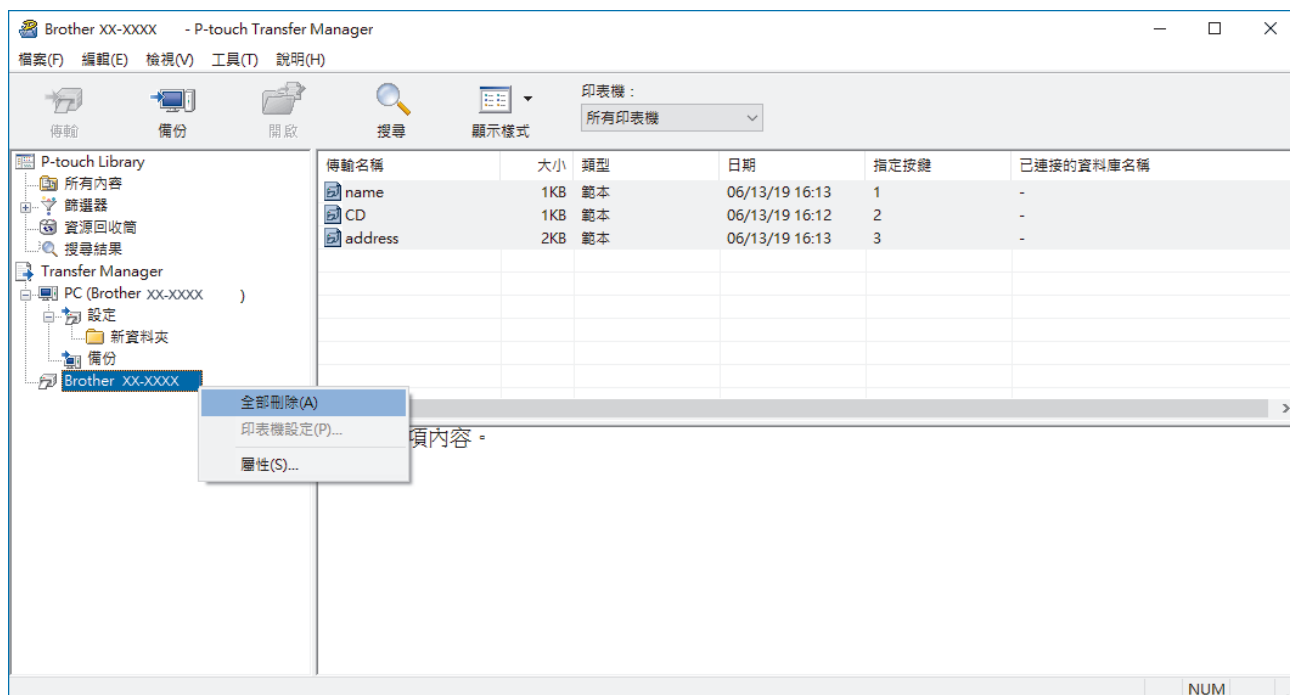 Brother XX-XXXX - P-touch Transfer Manager
檔案(F) 編輯(E) 檢視(V) 工具(T) 說明(H)
傳輸 備份 開啟 搜尋 顯示樣式 印表機：
所有印表機
P-touch Library
所有內容
篩選器
資源回收筒
搜尋結果
Transfer Manager
PC (Brother XX-XXXX )
設定
新資料夾
備份
Brother XX-XXXX
傳輸名稱 大小 類型 日期 指定按鍵 已連接的資料庫名稱
name 1KB 範本 06/13/19 16:13 1 -
CD 1KB 範本 06/13/19 16:12 2 -
address 2KB 範本 06/13/19 16:13 3 -
全部刪除(A)
印表機設定(P)...
屬性(S)...
項內容。
NUM